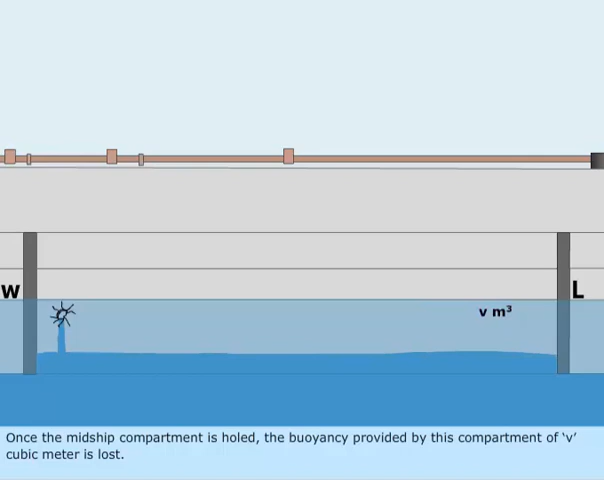 W
L
v m³
Once the midship compartment is holed, the buoyancy provided by this compartment of ‘v’
cubic meter is lost.